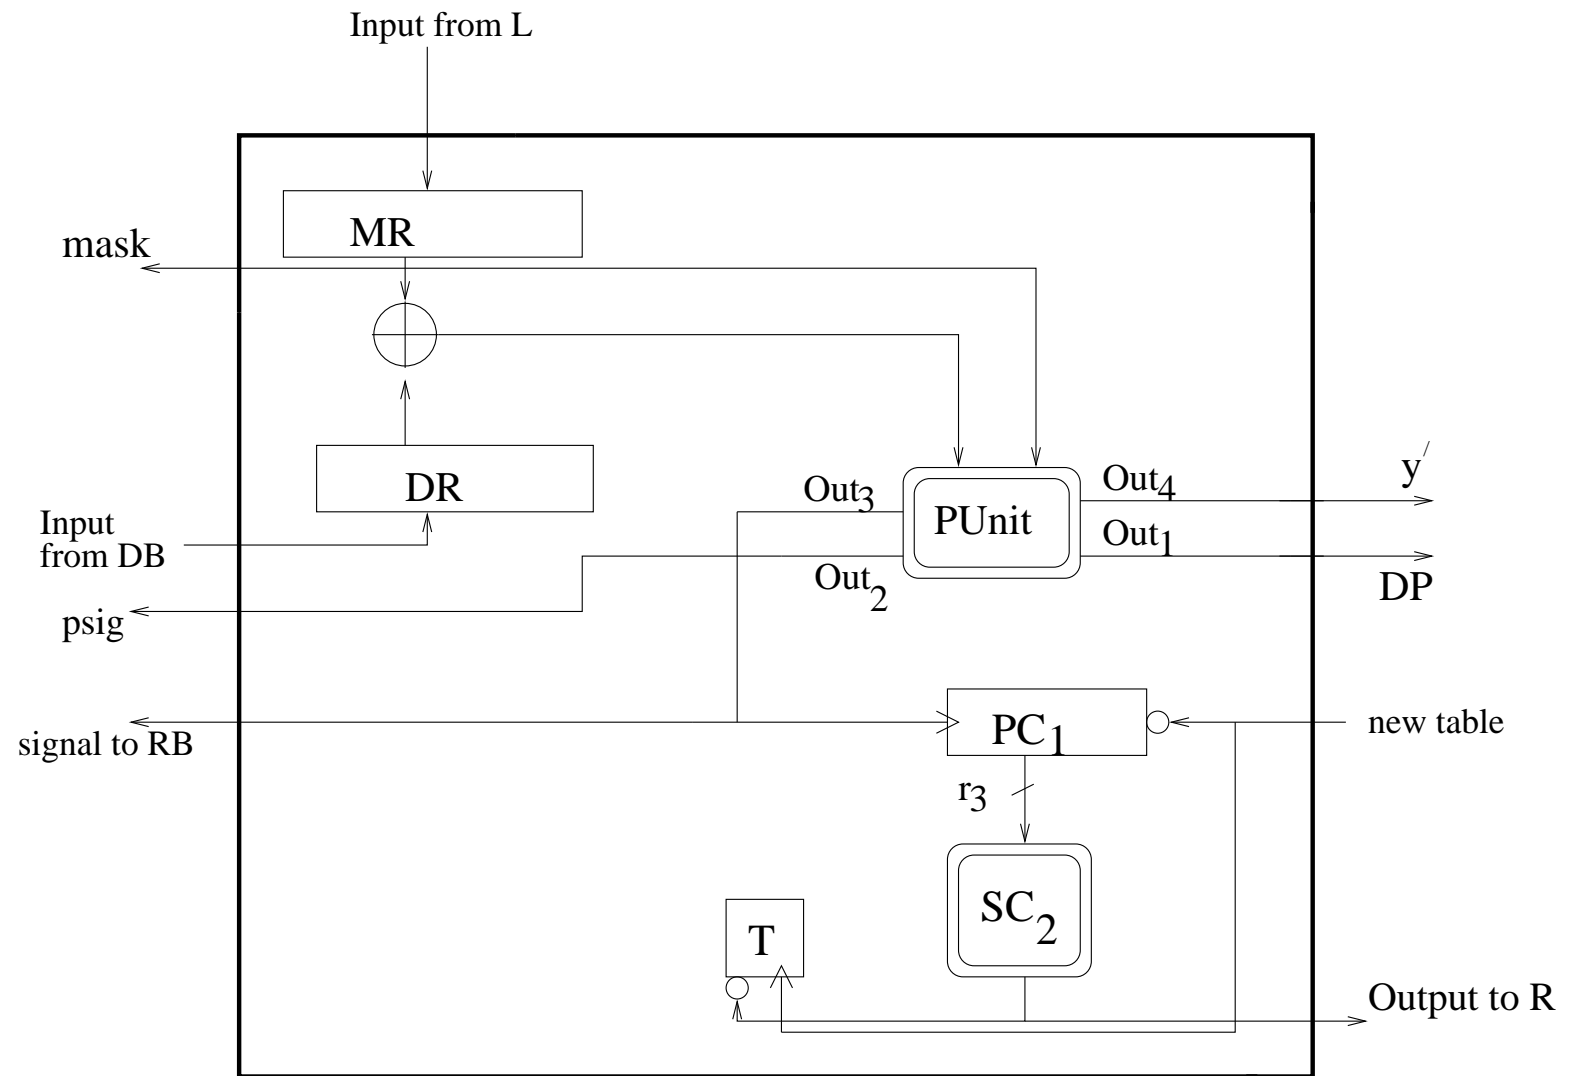 Input from L
MR
mask
DR
Input
from DB
Out3
PUnit
Out4
y′
Out1
DP
Out2
psig
signal to RB
PC1
new table
r3
SC2
T
Output to R